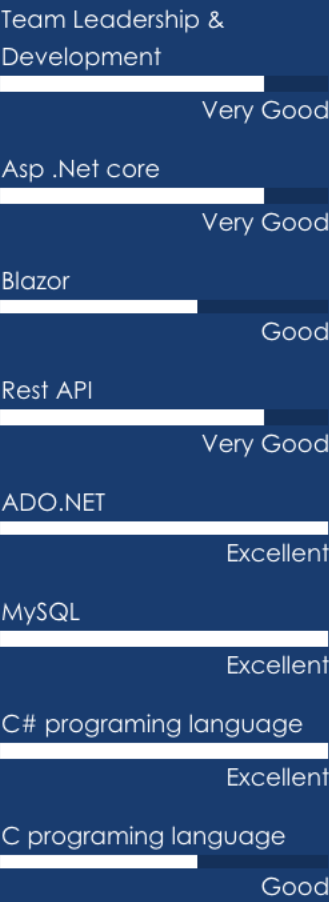 Team Leadership &
Development
Very Good
Asp .Net core
Very Good
Blazor
Good
Rest API
Very Good
ADO.NET
Excellent
MySQL
Excellent
C# programing language
Excellent
C programing language
Good